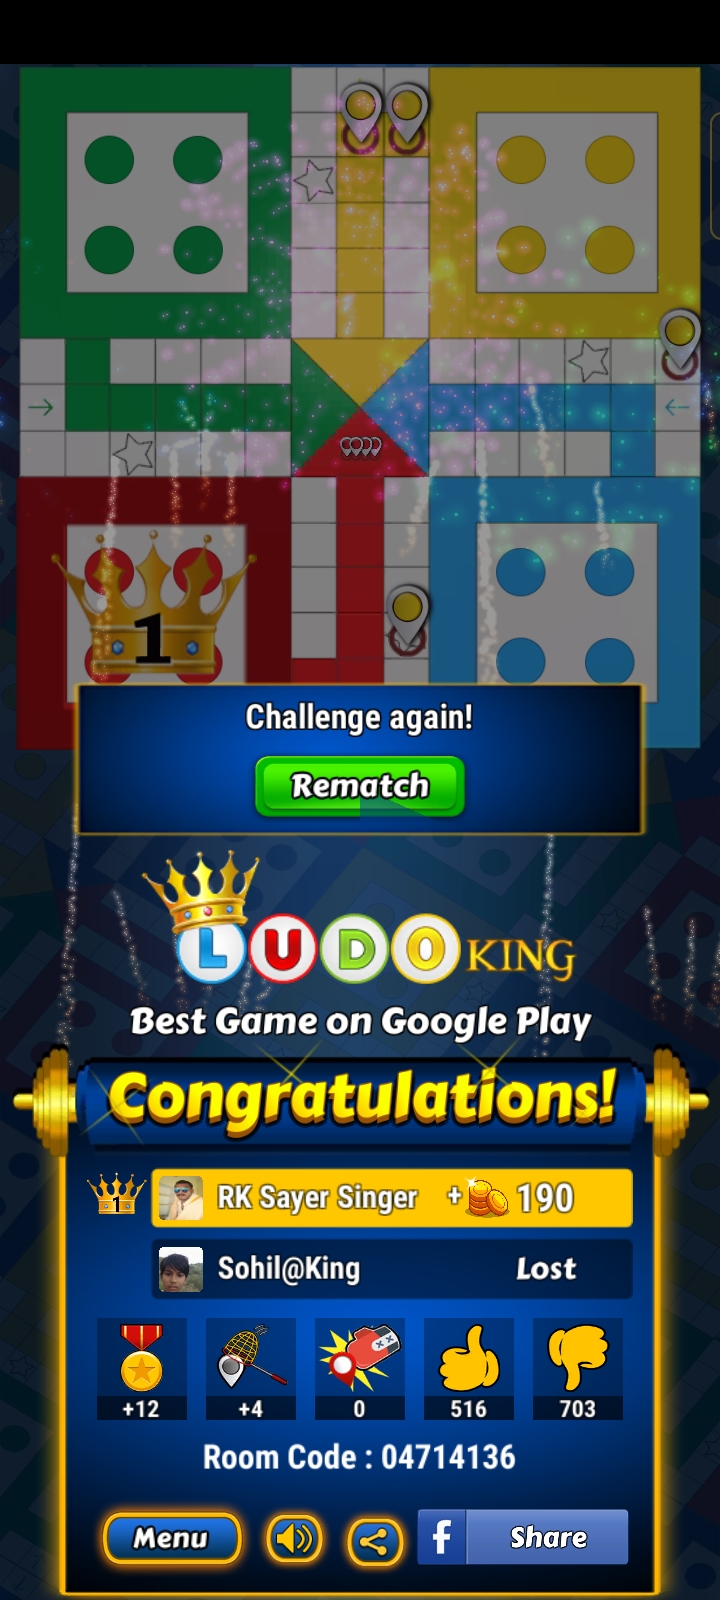 1
Challenge again!
Rematch
LUDO KING
Best Game on Google Play
Congratulations!
1 RK Sayer Singer + 190
Sohil@King Lost
+12 +4 0 516 703
Room Code : 04714136
Menu f Share